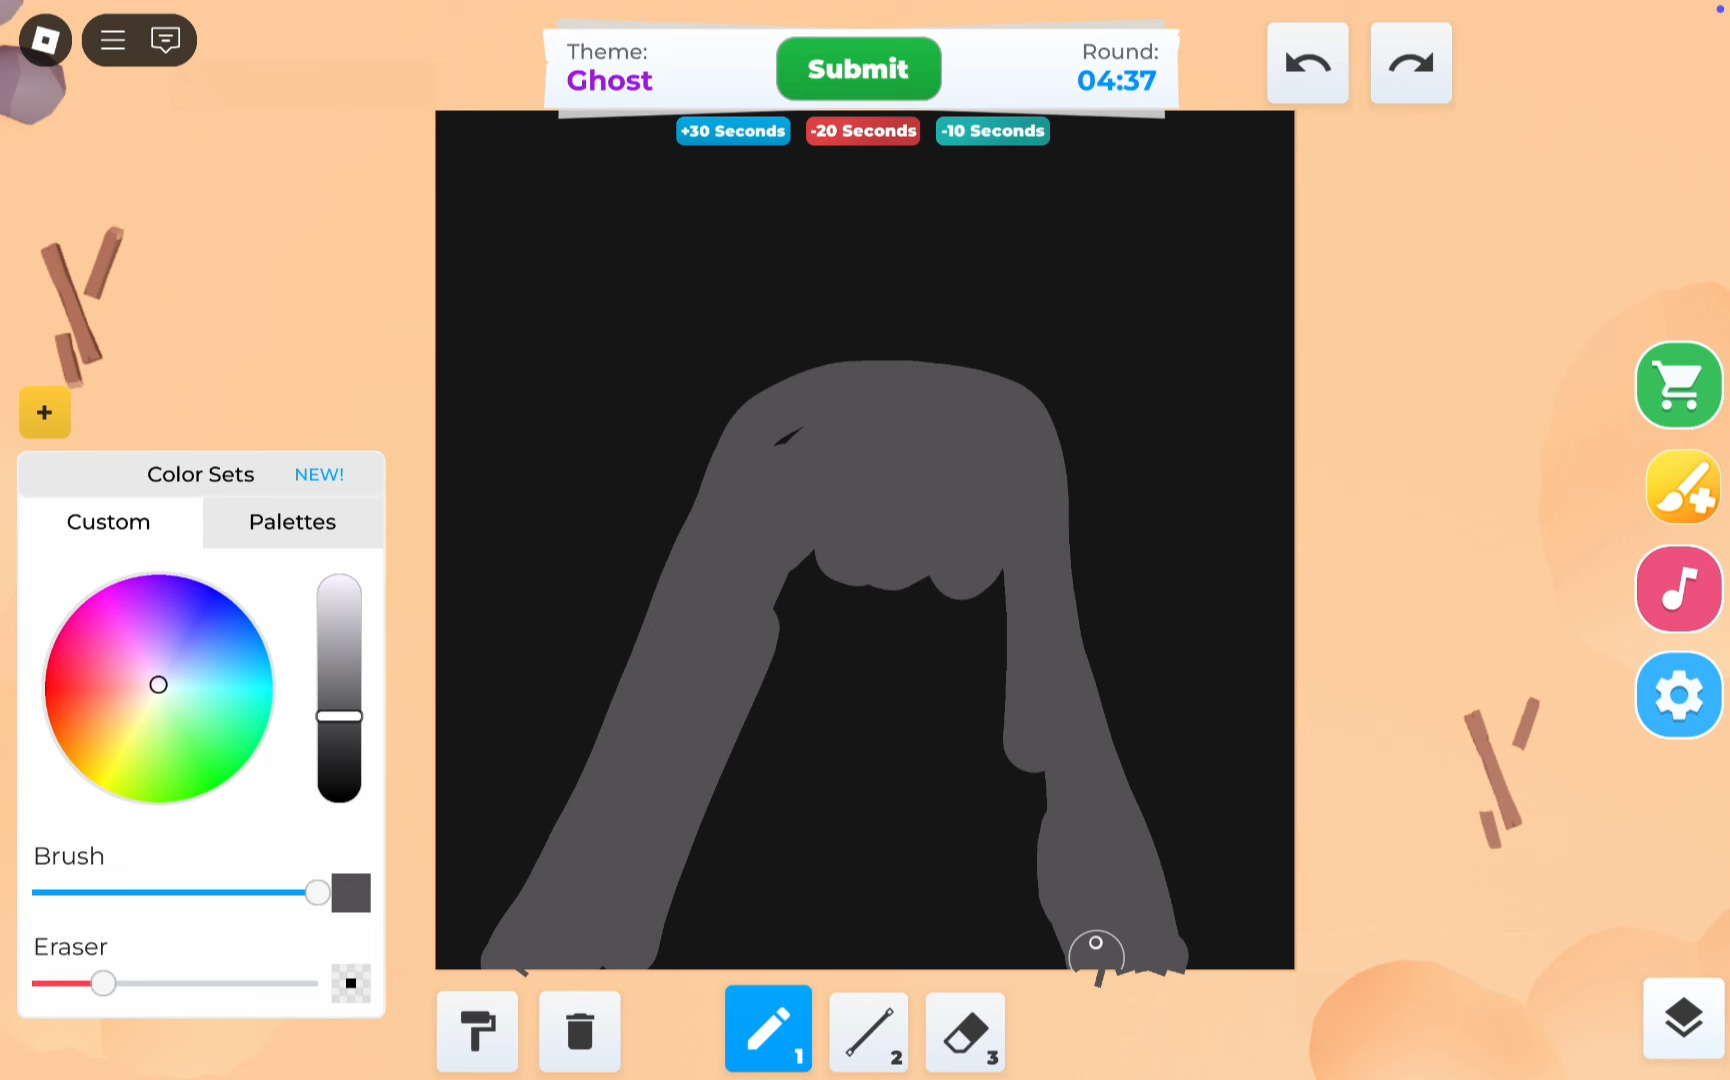 Theme:
Ghost
Submit
Round:
04:37
+30 Seconds
-20 Seconds
-10 Seconds
+
Color Sets
NEW!
Custom
Palettes
Brush
Eraser
1
2
3